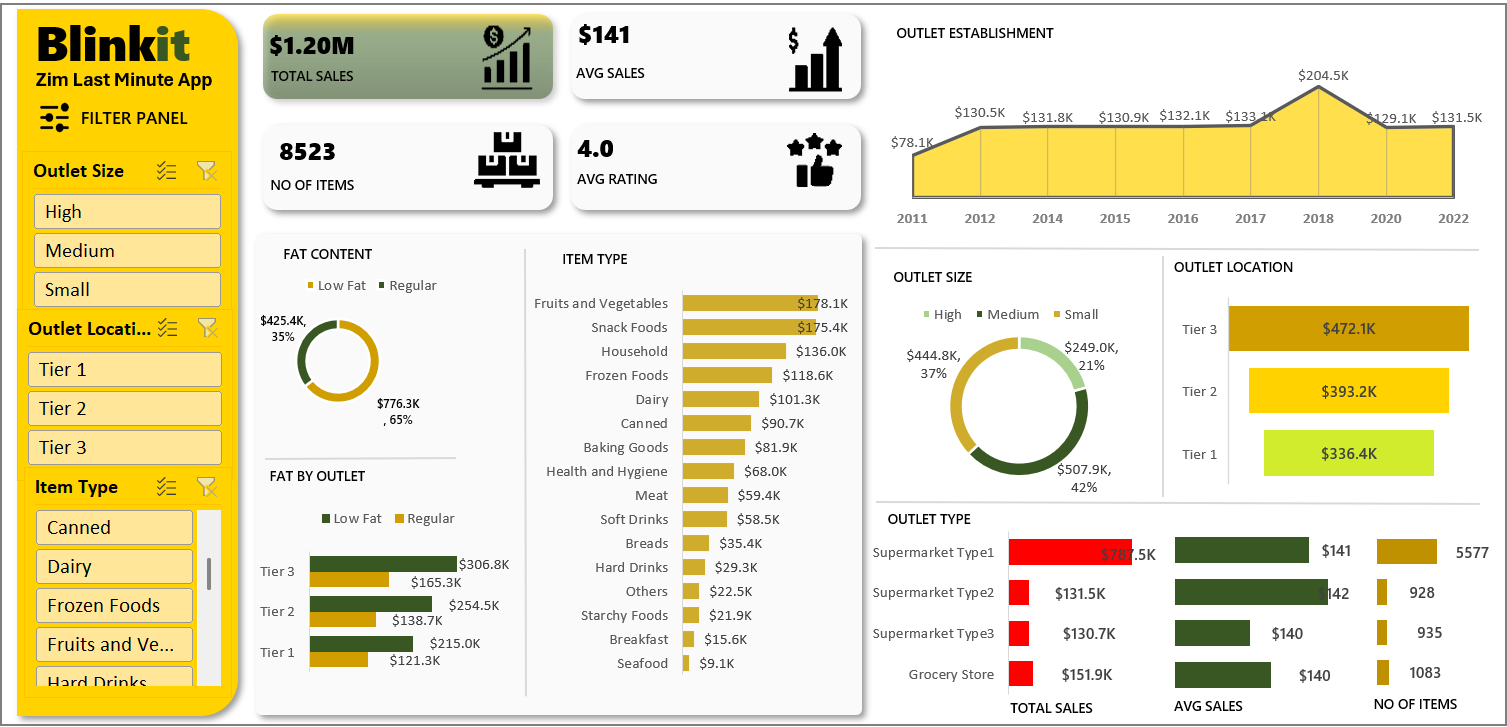 Blinkit
Zim Last Minute App
FILTER PANEL
Outlet Size
High
Medium
Small
Outlet Locati...
Tier 1
Tier 2
Tier 3
Item Type
Canned
Dairy
Frozen Foods
Fruits and Ve...
Hard Drinks
$1.20M
TOTAL SALES
$141
AVG SALES
8523
NO OF ITEMS
4.0
AVG RATING
OUTLET ESTABLISHMENT
$78.1K
$130.5K
$131.8K
$130.9K
$132.1K
$133.1K
$204.5K
$129.1K
$131.5K
2011 2012 2014 2015 2016 2017 2018 2020 2022
FAT CONTENT
Low Fat Regular
$425.4K,
35%
$776.3K
, 65%
FAT BY OUTLET
Low Fat Regular
Tier 3 $306.8K
$165.3K
Tier 2 $254.5K
$138.7K
Tier 1 $215.0K
$121.3K
ITEM TYPE
Fruits and Vegetables $178.1K
Snack Foods $175.4K
Household $136.0K
Frozen Foods $118.6K
Dairy $101.3K
Canned $90.7K
Baking Goods $81.9K
Health and Hygiene $68.0K
Meat $59.4K
Soft Drinks $58.5K
Breads $35.4K
Hard Drinks $29.3K
Others $22.5K
Starchy Foods $21.9K
Breakfast $15.6K
Seafood $9.1K
OUTLET SIZE
High Medium Small
$444.8K,
37%
$249.0K,
21%
$507.9K,
42%
OUTLET LOCATION
Tier 3 $472.1K
Tier 2 $393.2K
Tier 1 $336.4K
OUTLET TYPE
Supermarket Type1 $787.5K $141 5577
Supermarket Type2 $131.5K $142 928
Supermarket Type3 $130.7K $140 935
Grocery Store $151.9K $140 1083
TOTAL SALES AVG SALES NO OF ITEMS